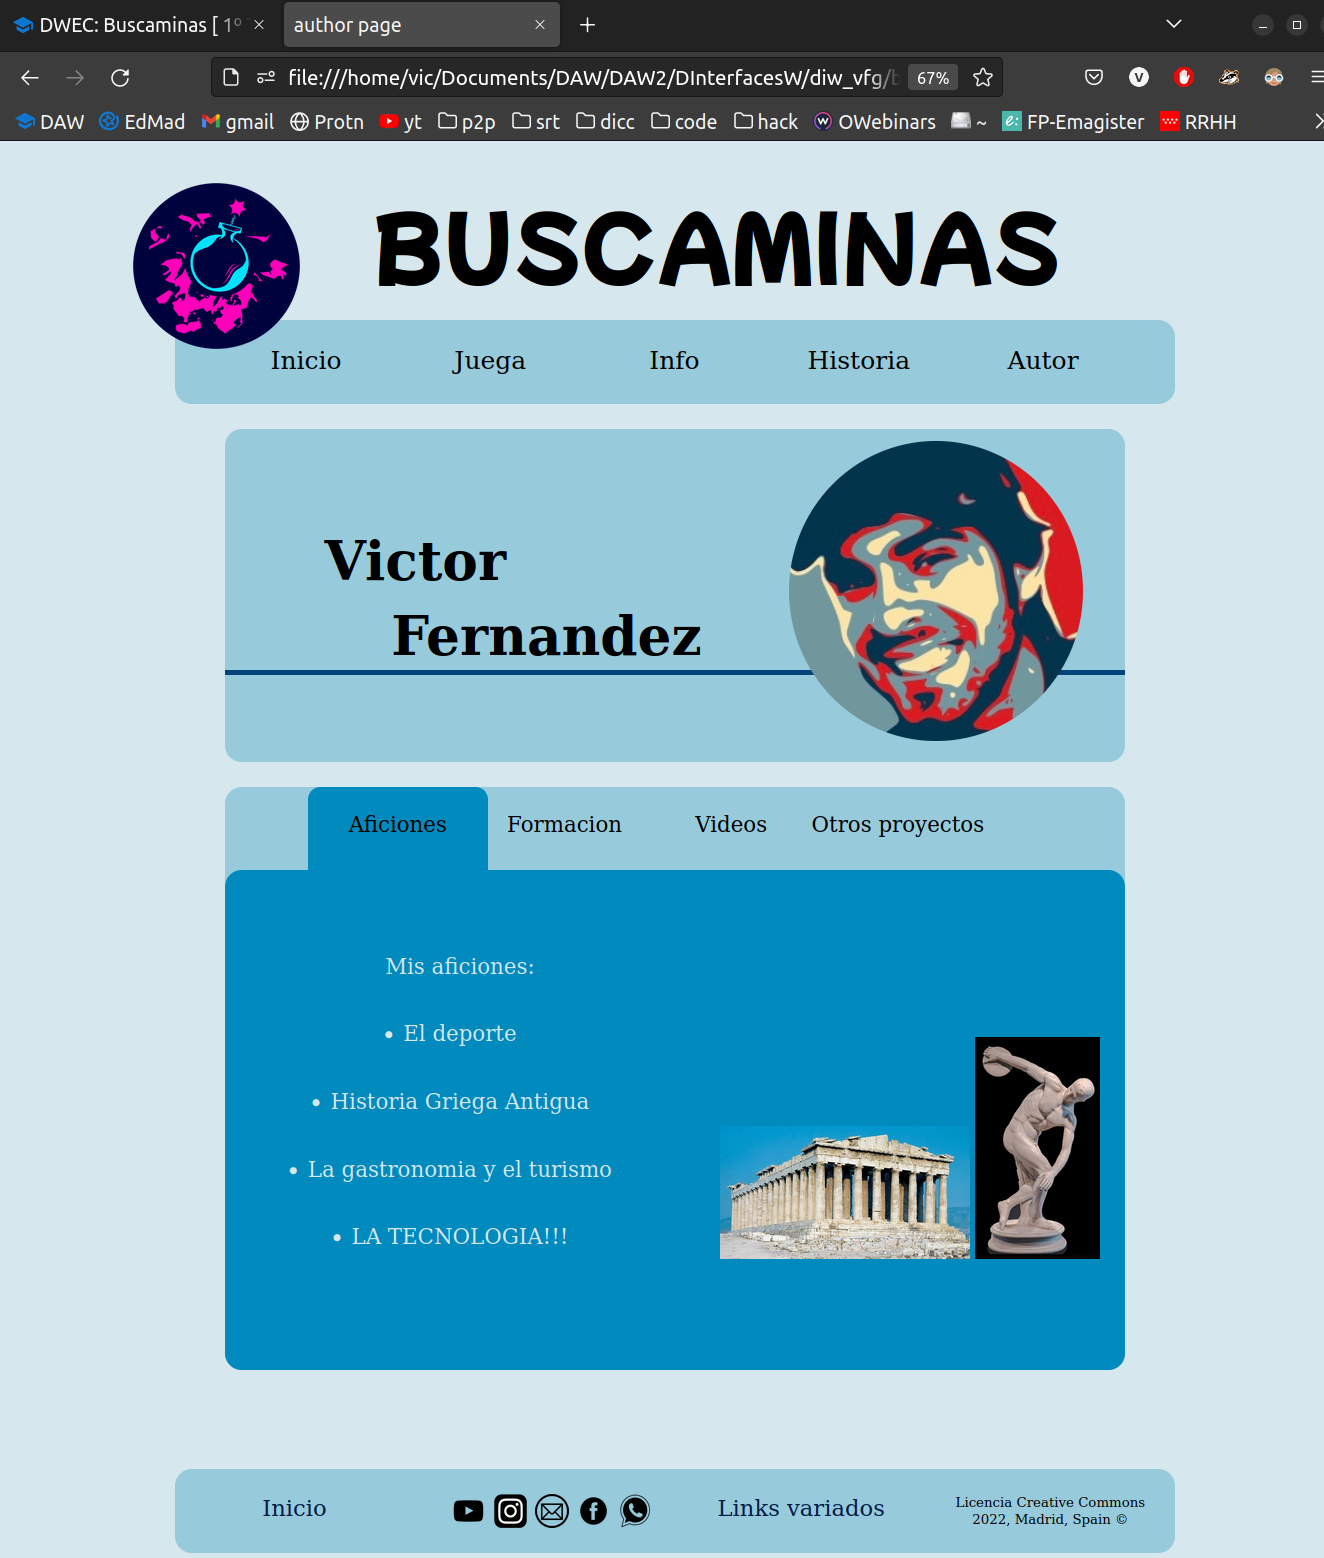 DWEC: Buscaminas [ 1º
author page
file:///home/vic/Documents/DAW/DAW2/DInterfacesW/diw_vfg/b
67%
DAW EdMad gmail Protn yt p2p srt dicc code hack OWebinars ~ FP-Emagister RRHH
BUSCAMINAS
Inicio Juega Info Historia Autor
Victor
Fernandez
Aficiones Formacion Videos Otros proyectos
Mis aficiones:
• El deporte
• Historia Griega Antigua
• La gastronomia y el turismo
• LA TECNOLOGIA!!!
Inicio Links variados
Licencia Creative Commons
2022, Madrid, Spain ©